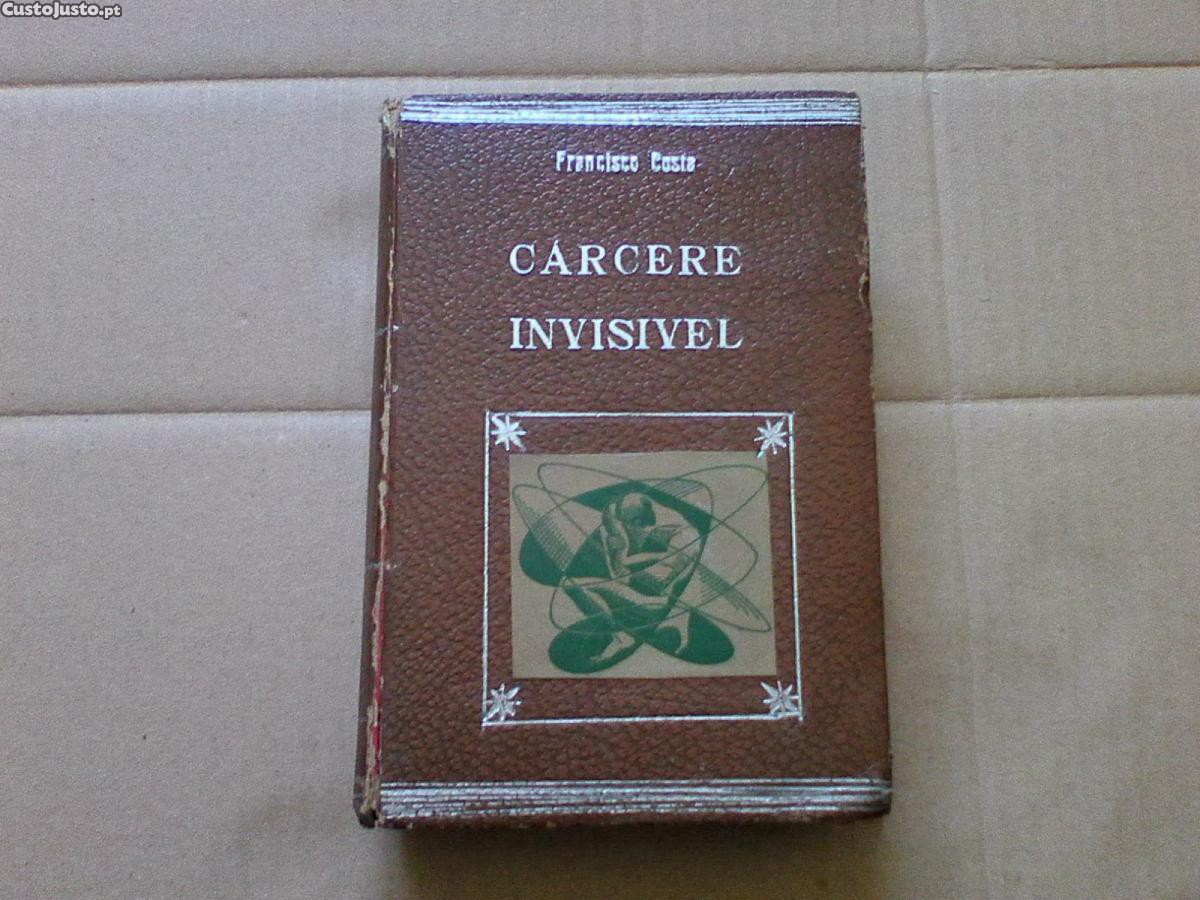 CustoJusto.pt
Francisco Costa
CÁRCERE
INVISIVEL